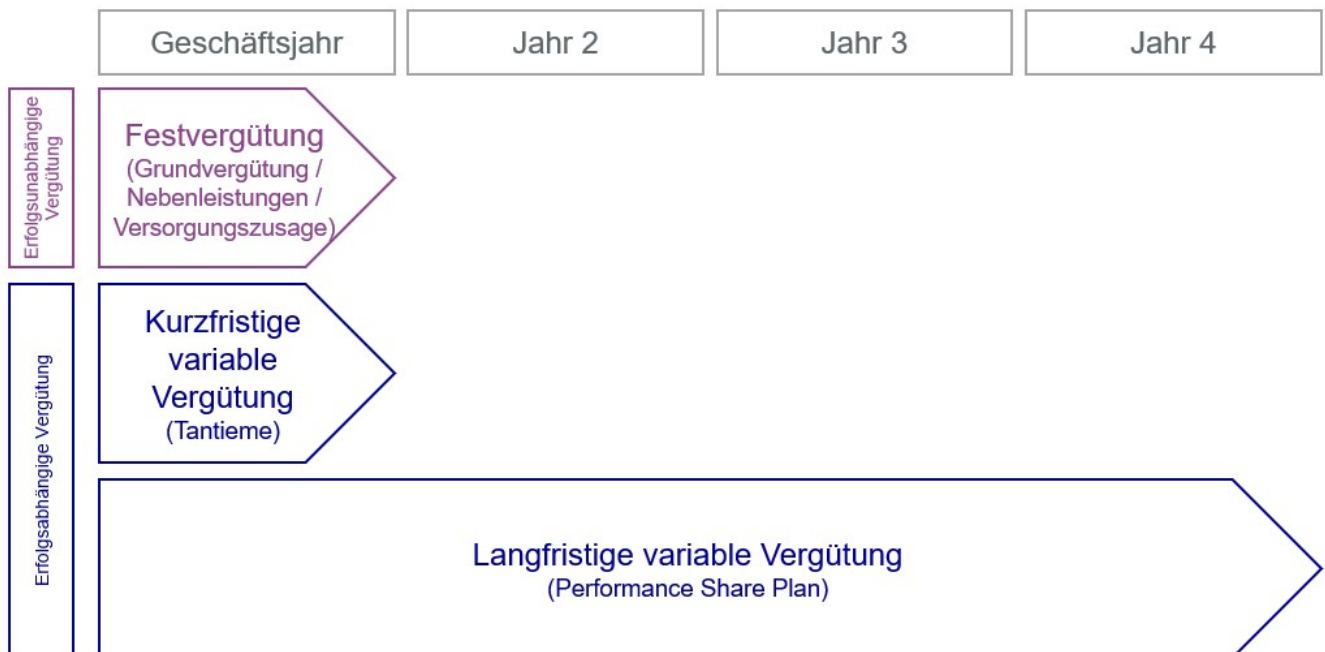 Geschäftsjahr
Jahr 2
Jahr 3
Jahr 4
Erfolgsunabhängige
Vergütung
Festvergütung
(Grundvergütung /
Nebenleistungen /
Versorgungszusage)
Erfolgsabhängige Vergütung
Kurzfristige
variable
Vergütung
(Tantieme)
Langfristige variable Vergütung
(Performance Share Plan)